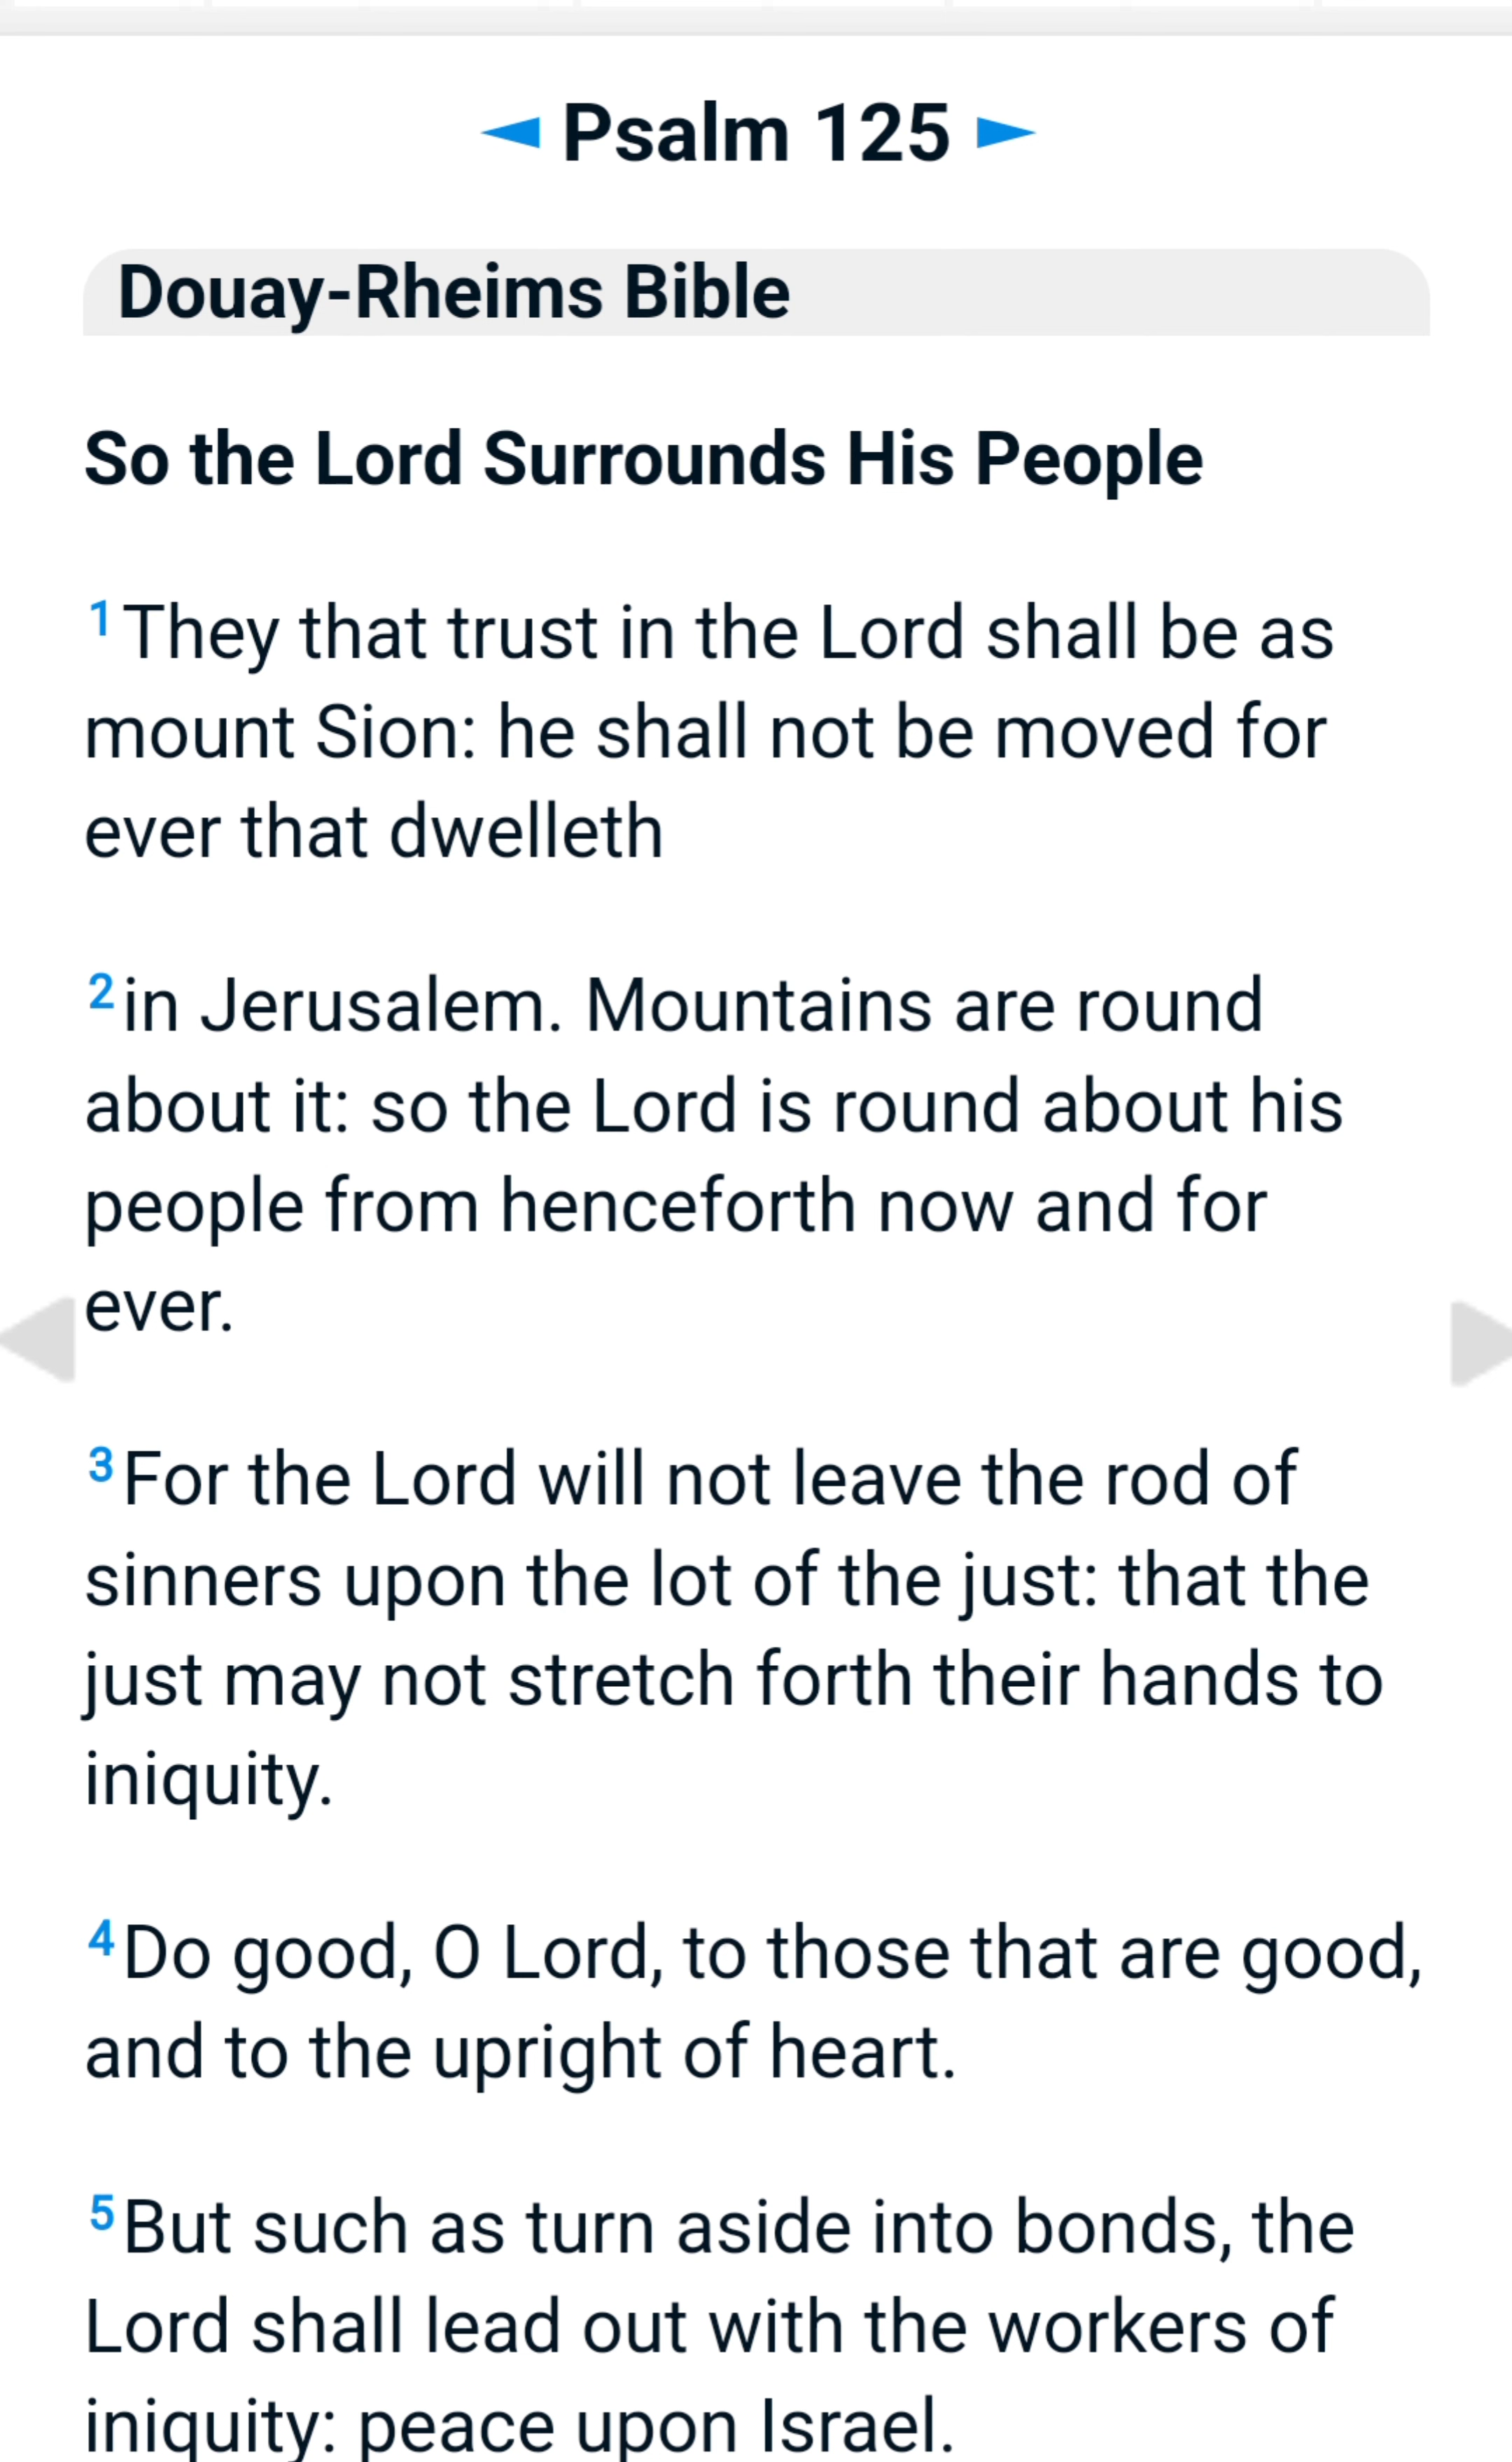 ◄ Psalm 125 ►
Douay-Rheims Bible
So the Lord Surrounds His People
1 They that trust in the Lord shall be as
mount Sion: he shall not be moved for
ever that dwelleth
2 in Jerusalem. Mountains are round
about it: so the Lord is round about his
people from henceforth now and for
ever.
3 For the Lord will not leave the rod of
sinners upon the lot of the just: that the
just may not stretch forth their hands to
iniquity.
4 Do good, O Lord, to those that are good,
and to the upright of heart.
5 But such as turn aside into bonds, the
Lord shall lead out with the workers of
iniquity: peace upon Israel.